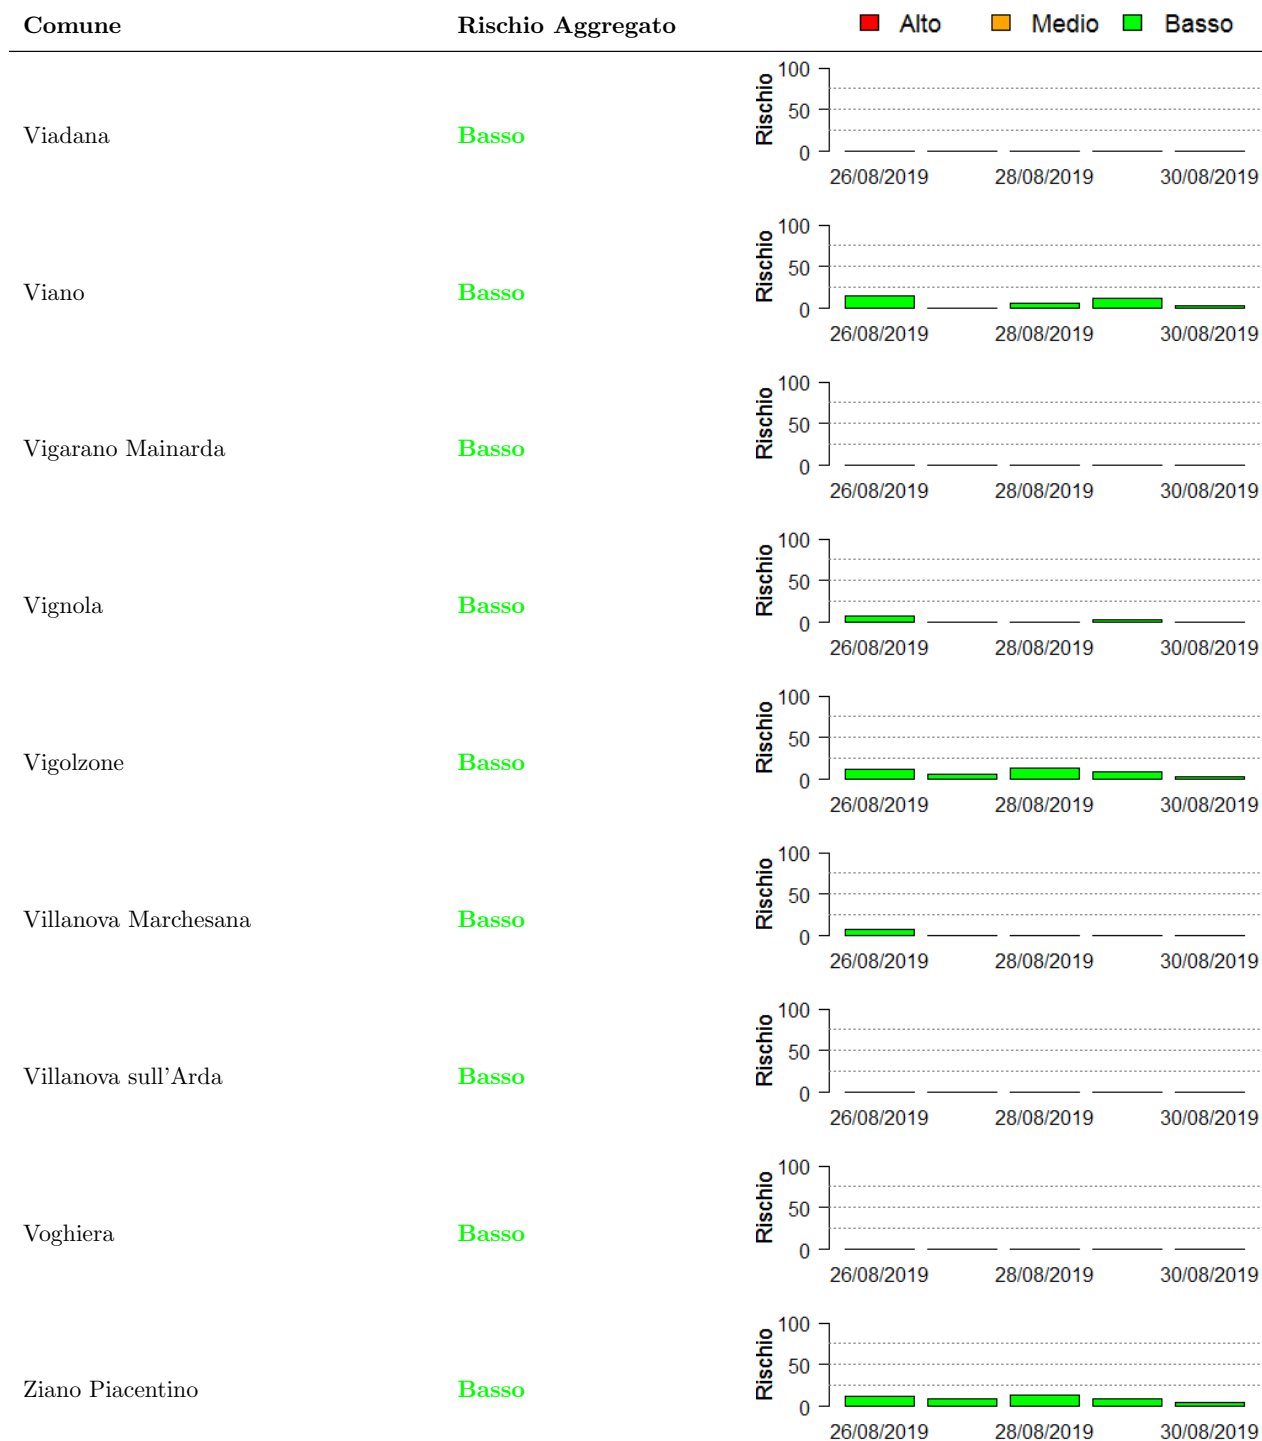 Comune Rischio Aggregato Alto Medio Basso
100
Rischio
50
Viadana Basso
0
26/08/2019 28/08/2019 30/08/2019
100
Rischio
50
Viano Basso
0
26/08/2019 28/08/2019 30/08/2019
100
Rischio
50
Vigarano Mainarda Basso
0
26/08/2019 28/08/2019 30/08/2019
100
Rischio
50
Vignola Basso
0
26/08/2019 28/08/2019 30/08/2019
100
Rischio
50
Vigolzone Basso
0
26/08/2019 28/08/2019 30/08/2019
100
Rischio
50
Villanova Marchesana Basso
0
26/08/2019 28/08/2019 30/08/2019
100
Rischio
50
Villanova sull'Arda Basso
0
26/08/2019 28/08/2019 30/08/2019
100
Rischio
50
Voghiera Basso
0
26/08/2019 28/08/2019 30/08/2019
100
Rischio
50
Ziano Piacentino Basso
0
26/08/2019 28/08/2019 30/08/2019